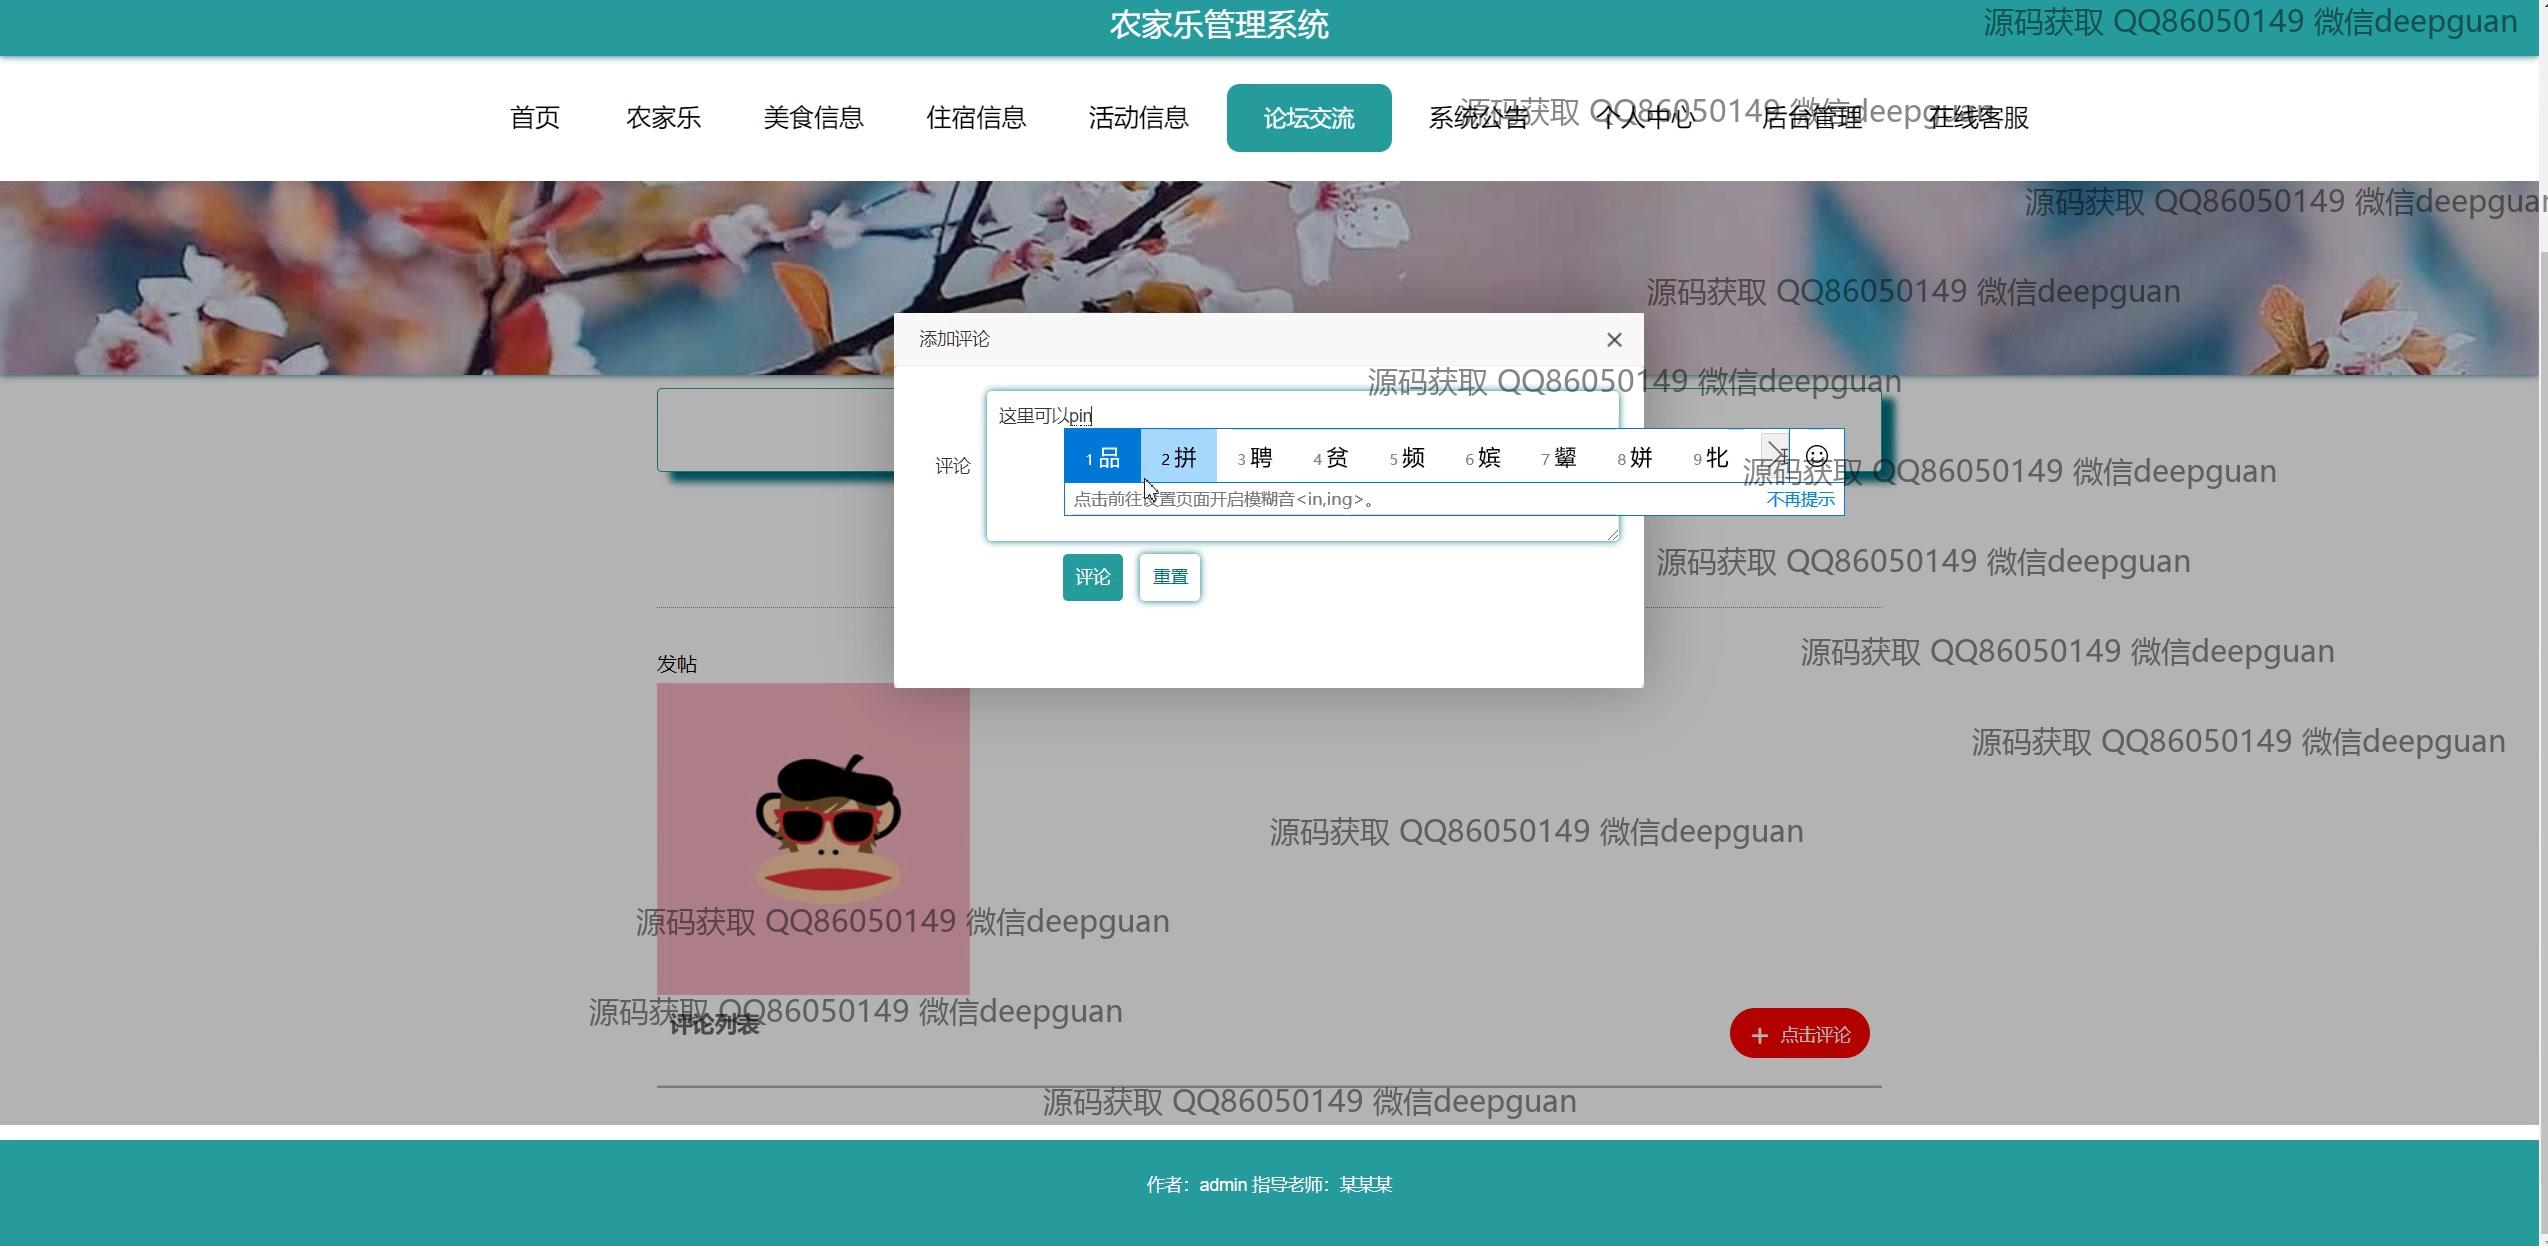 农家乐管理系统
源码获取 QQ86050149 微信deepguan
首页 农家乐 美食信息 住宿信息 活动信息 论坛交流 系统公告 个人中心 后台管理 在线客服
源码获取 QQ86050149 微信deepguan
源码获取 QQ86050149 微信deepguan
源码获取 QQ86050149 微信deepguan
添加评论
源码获取 QQ86050149 微信deepguan
这里可以pin
评论
1 品 2 拼 3 聘 4 贫 5 频 6 嫔 7 颦 8 姘 9 牝
源码获取 QQ86050149 微信deepguan
点击前往设置页面开启模糊音<in,ing>。 不再提示
源码获取 QQ86050149 微信deepguan
评论 重置
源码获取 QQ86050149 微信deepguan
发帖
源码获取 QQ86050149 微信deepguan
源码获取 QQ86050149 微信deepguan
源码获取 QQ86050149 微信deepguan
源码获取 QQ86050149 微信deepguan
评论列表
+ 点击评论
源码获取 QQ86050149 微信deepguan
作者：admin 指导老师：某某某